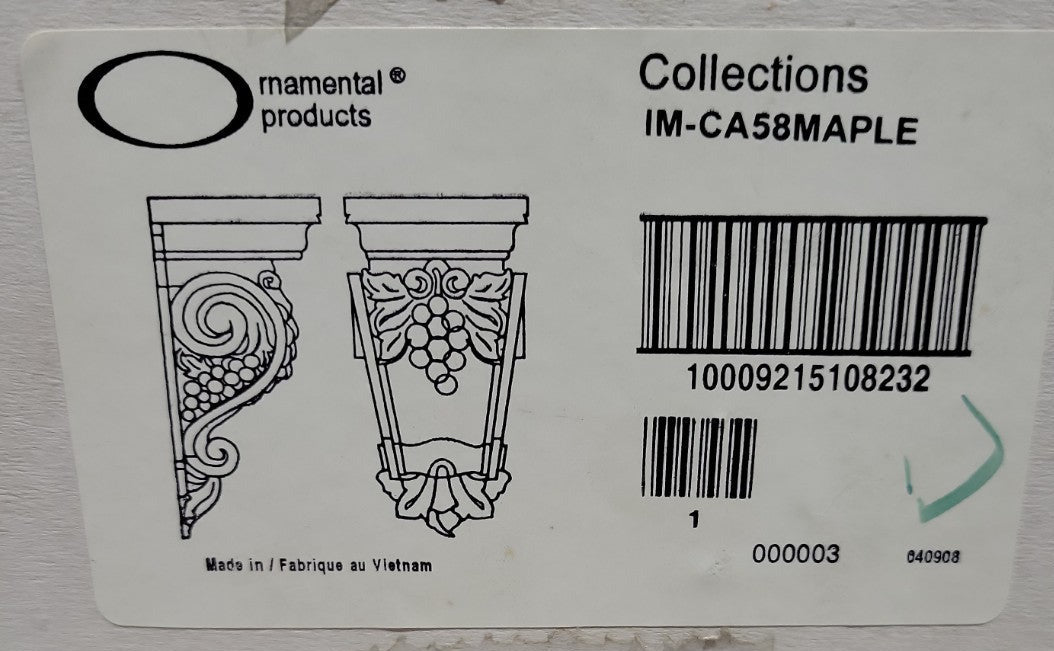 Ornamental®
products
Collections
IM-CA58MAPLE
10009215108232
1
000003
040908
Made in / Fabrique au Vietnam